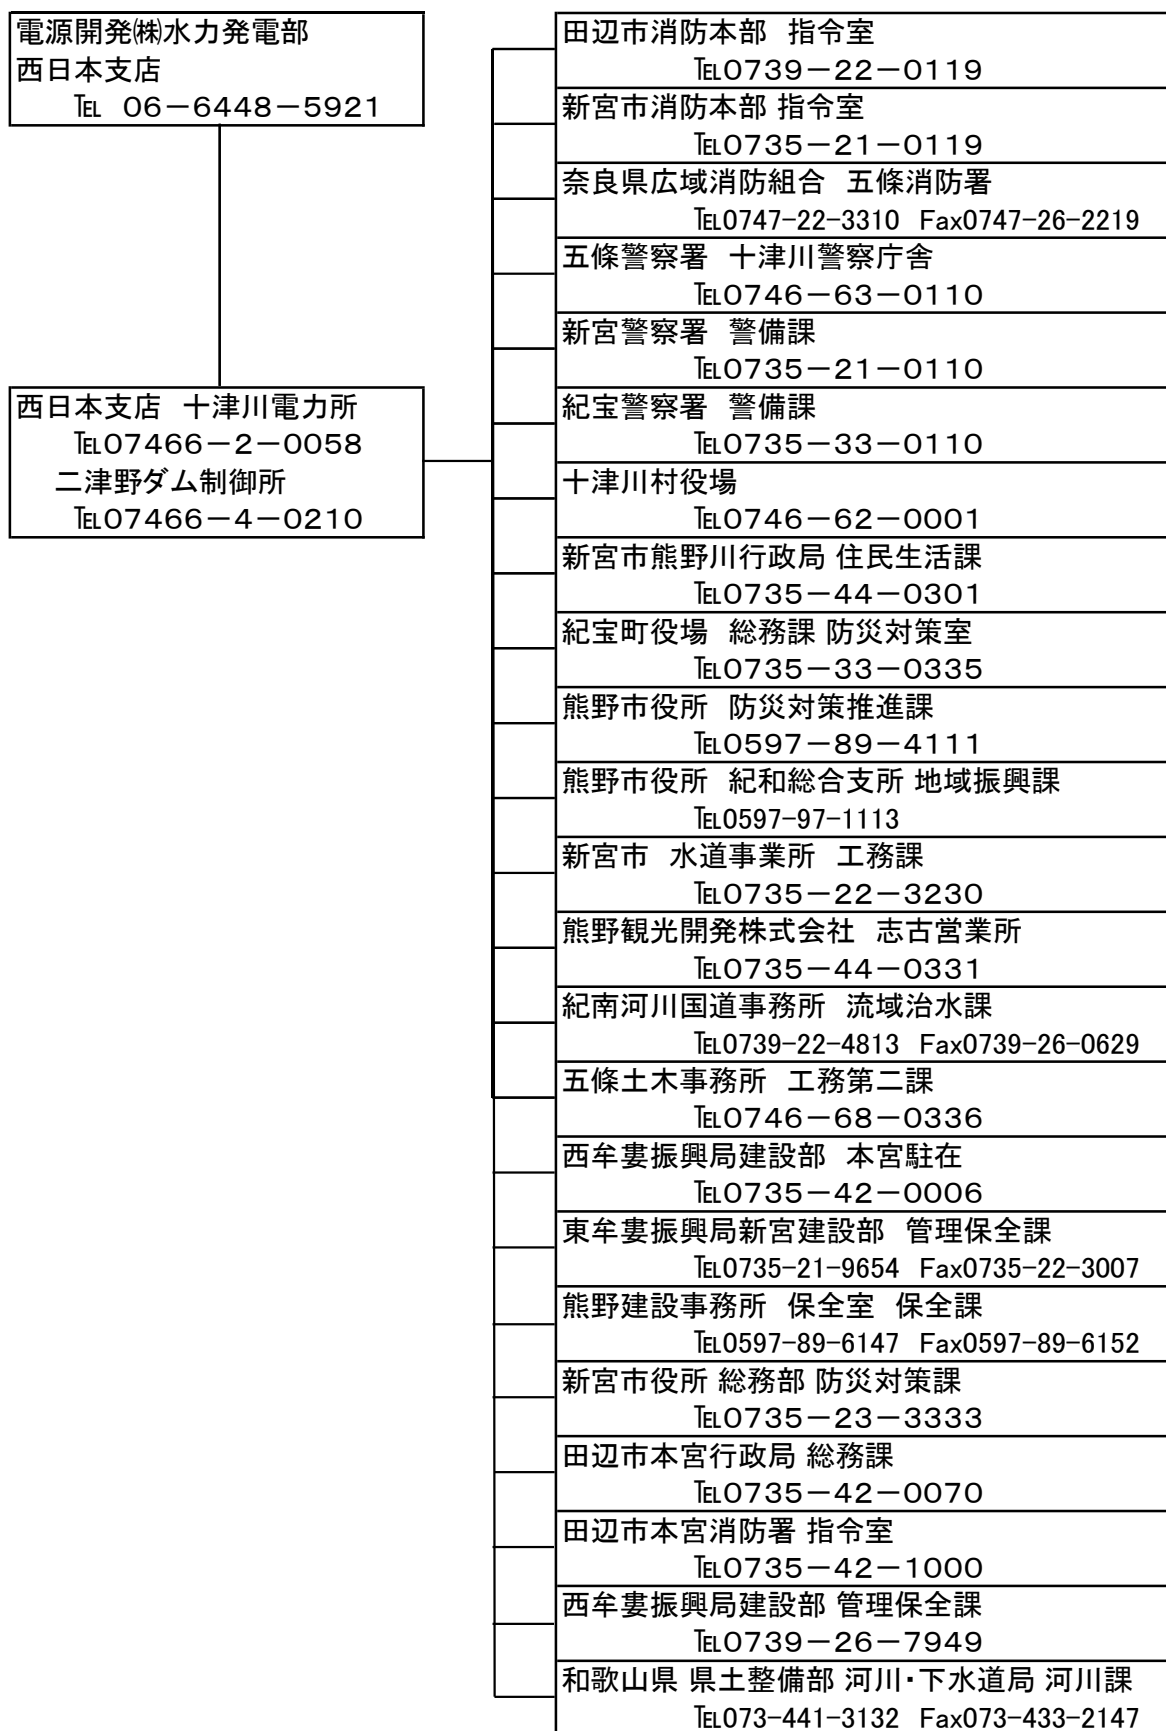 電源開発㈱水力発電部
西日本支店
℡ 06－6448－5921
西日本支店 十津川電力所
℡07466－2－0058
二津野ダム制御所
℡07466－4－0210
田辺市消防本部 指令室
℡0739－22－0119
新宮市消防本部 指令室
℡0735－21－0119
奈良県広域消防組合 五條消防署
℡0747-22-3310 Fax0747-26-2219
五條警察署 十津川警察庁舎
℡0746－63－0110
新宮警察署 警備課
℡0735－21－0110
紀宝警察署 警備課
℡0735－33－0110
十津川村役場
℡0746－62－0001
新宮市熊野川行政局 住民生活課
℡0735－44－0301
紀宝町役場 総務課 防災対策室
℡0735－33－0335
熊野市役所 防災対策推進課
℡0597－89－4111
熊野市役所 紀和総合支所 地域振興課
℡0597-97-1113
新宮市 水道事業所 工務課
℡0735－22－3230
熊野観光開発株式会社 志古営業所
℡0735－44－0331
紀南河川国道事務所 流域治水課
℡0739-22-4813 Fax0739-26-0629
五條土木事務所 工務第二課
℡0746－68－0336
西牟婁振興局建設部 本宮駐在
℡0735－42－0006
東牟婁振興局新宮建設部 管理保全課
℡0735-21-9654 Fax0735-22-3007
熊野建設事務所 保全室 保全課
℡0597-89-6147 Fax0597-89-6152
新宮市役所 総務部 防災対策課
℡0735－23－3333
田辺市本宮行政局 総務課
℡0735－42－0070
田辺市本宮消防署 指令室
℡0735－42－1000
西牟婁振興局建設部 管理保全課
℡0739－26－7949
和歌山県 県土整備部 河川・下水道局 河川課
℡073-441-3132 Fax073-433-2147